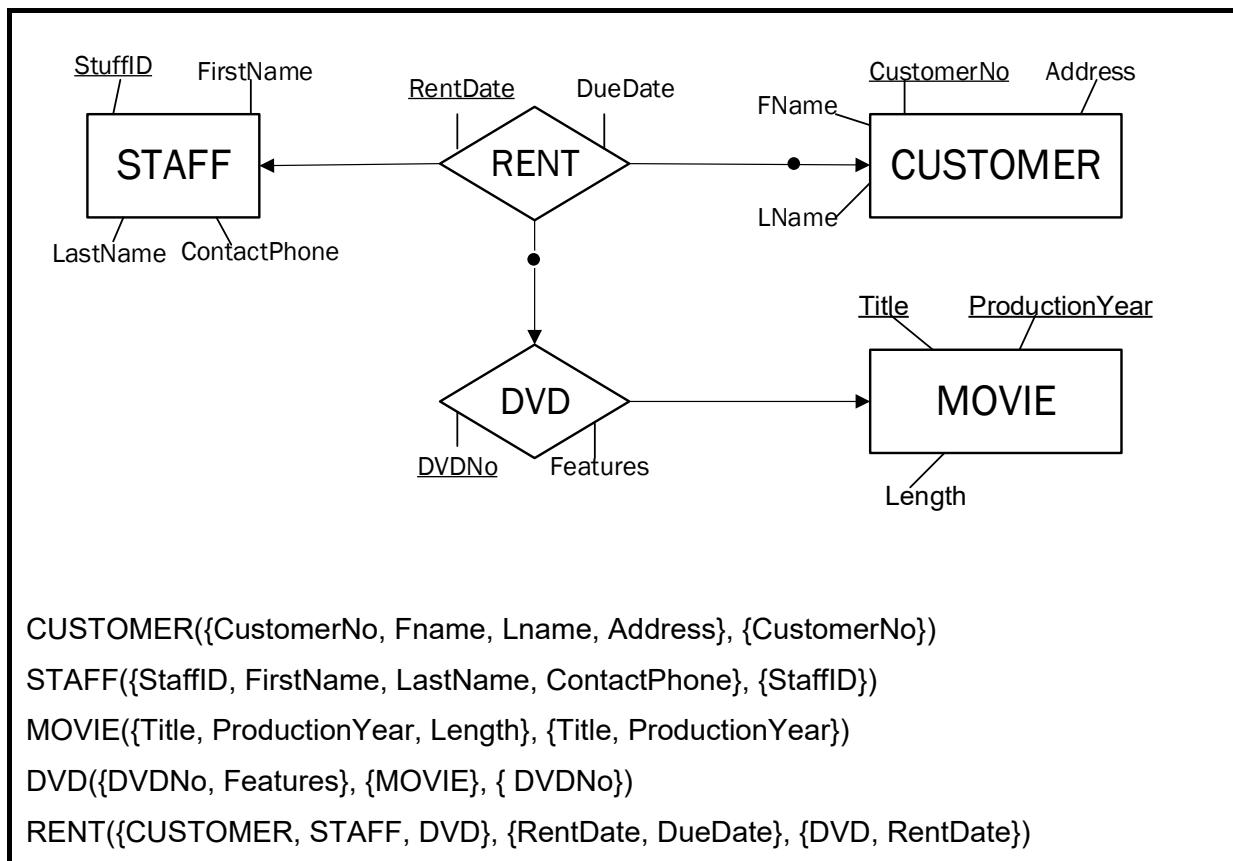 StuffID FirstName
RentDate DueDate
CustomerNo Address
FName
STAFF
RENT
CUSTOMER
LName
LastName ContactPhone
Title ProductionYear
DVD
MOVIE
DVDNo Features
Length
CUSTOMER({CustomerNo, Fname, Lname, Address}, {CustomerNo})
STAFF({StaffID, FirstName, LastName, ContactPhone}, {StaffID})
MOVIE({Title, ProductionYear, Length}, {Title, ProductionYear})
DVD({DVDNo, Features}, {MOVIE}, { DVDNo})
RENT({CUSTOMER, STAFF, DVD}, {RentDate, DueDate}, {DVD, RentDate})